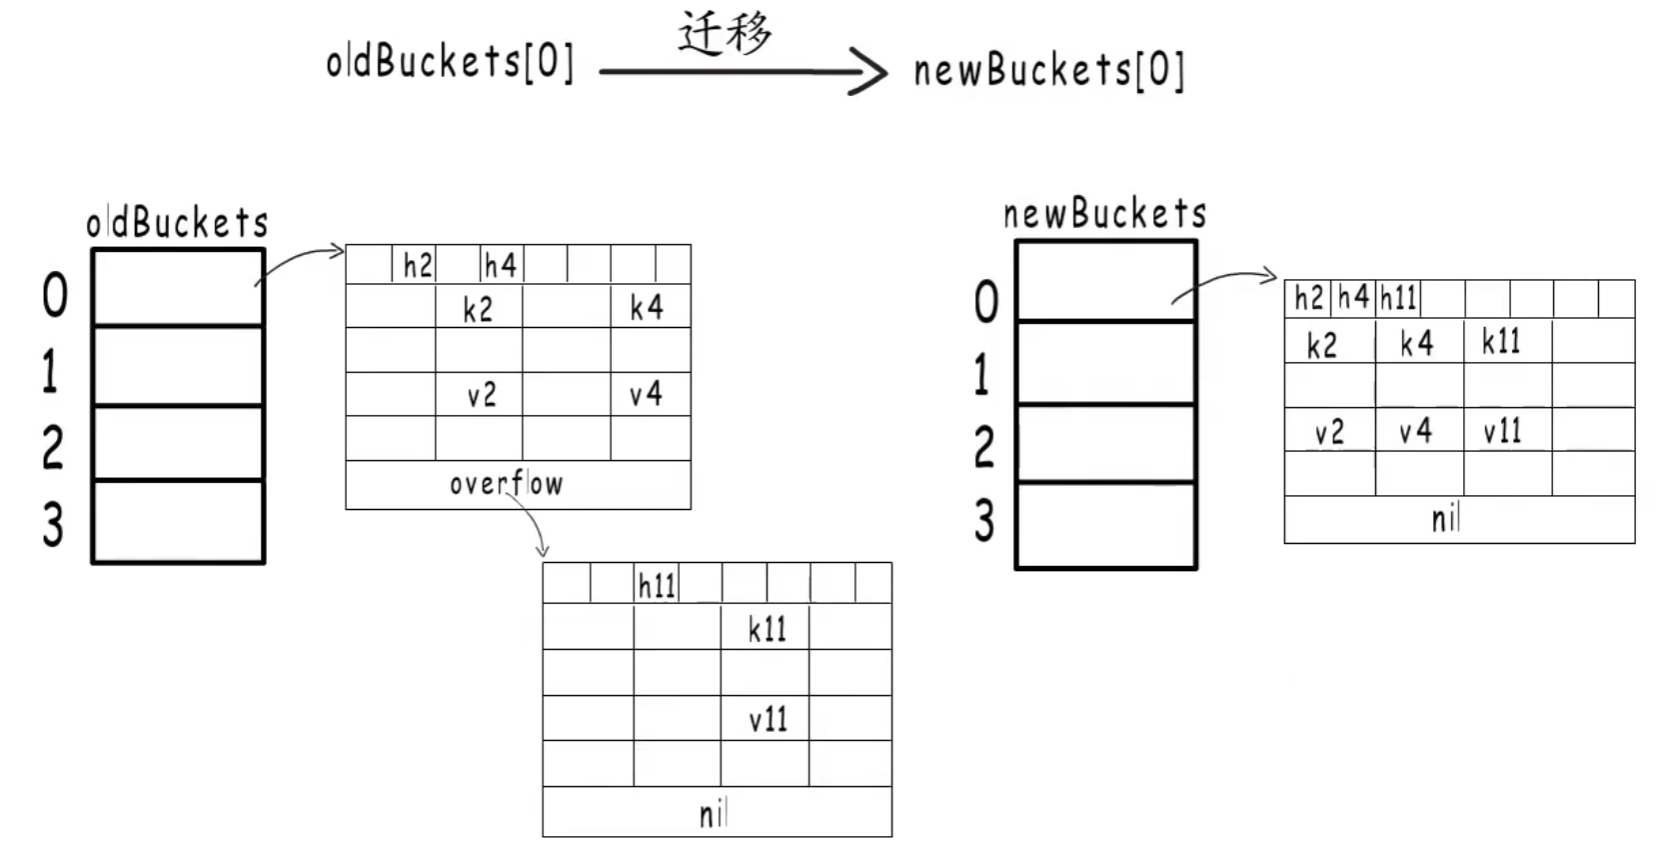 oldBuckets[0] 迁移 newBuckets[0]
oldBuckets
0
1
2
3
h2 h4
k2 k4
v2 v4
overflow
h11
k11
v11
nil
newBuckets
0
1
2
3
h2 h4 h11
k2 k4 k11
v2 v4 v11
nil